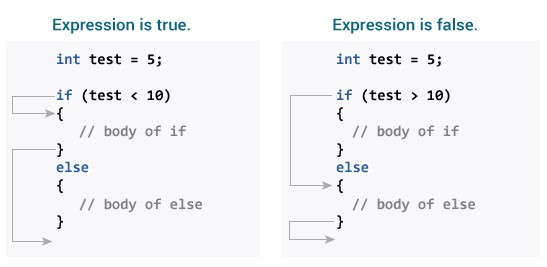 Expression is true.
int test = 5;
if (test < 10)
{
// body of if
}
else
{
// body of else
}
Expression is false.
int test = 5;
if (test > 10)
{
// body of if
}
else
{
// body of else
}